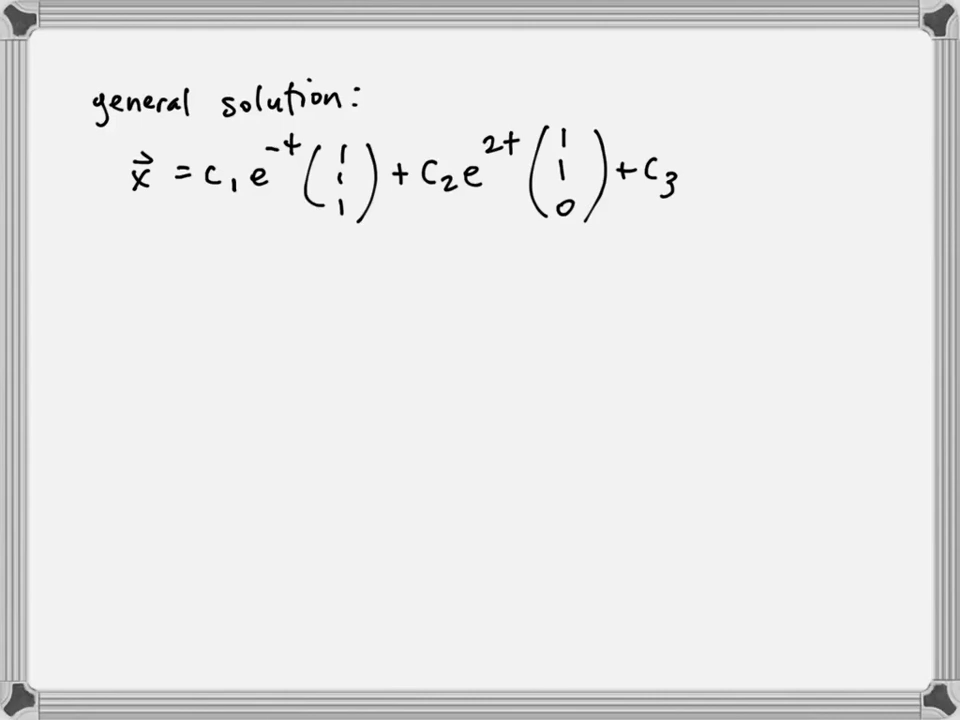 general solution:
x⃗ = c₁e⁻ᵗ (1 1 1) + c₂e²ᵗ (1 1 0) + c₃